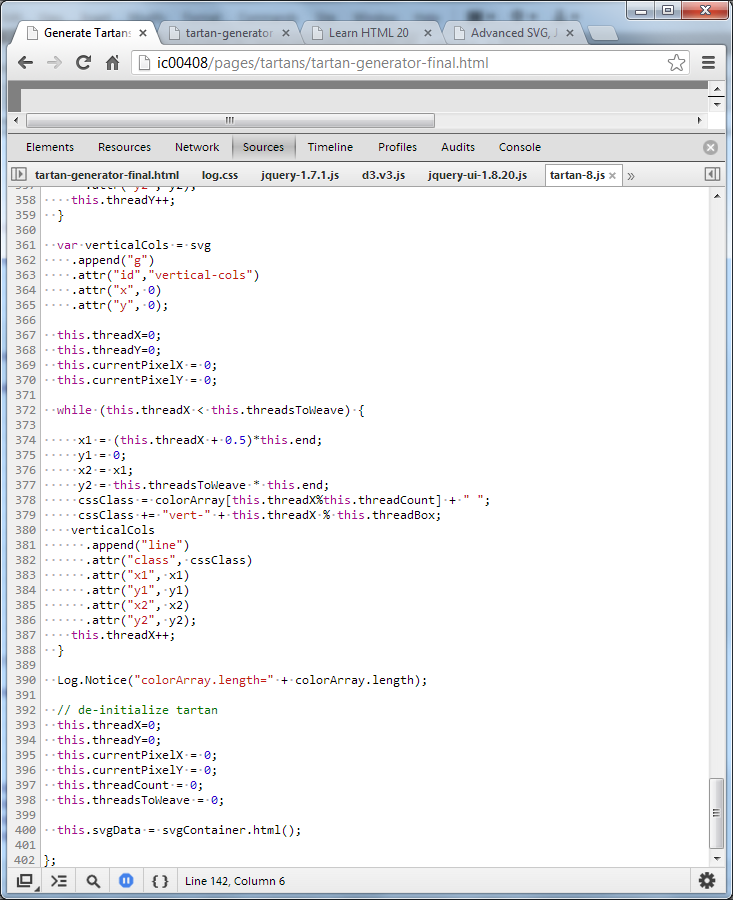 Generate Tartans
tartan-generator
Learn HTML 20
Advanced SVG, J
ic00408/pages/tartans/tartan-generator-final.html
Elements Resources Network Sources Timeline Profiles Audits Console
tartan-generator-final.html log.css jquery-1.7.1.js d3.v3.js jquery-ui-1.8.20.js tartan-8.js × »
357 ······.attr("y2", y2);
358 ····this.threadY++;
359 ··}
360
361 ··var·verticalCols·=·svg
362 ····.append("g")
363 ····.attr("id","vertical-cols")
364 ····.attr("x",·0)
365 ····.attr("y",·0);
366
367 ··this.threadX=0;
368 ··this.threadY=0;
369 ··this.currentPixelX·=·0;
370 ··this.currentPixelY·=·0;
371
372 ··while·(this.threadX·<·this.threadsToWeave)·{
373
374 ·····x1·=·(this.threadX·+·0.5)*this.end;
375 ·····y1·=·0;
376 ·····x2·=·x1;
377 ·····y2·=·this.threadsToWeave·*·this.end;
378 ·····cssClass·=·colorArray[this.threadX%this.threadCount]·+·"·";
379 ·····cssClass·+=·"vert-"·+·this.threadX·%·this.threadBox;
380 ····verticalCols
381 ······.append("line")
382 ······.attr("class",·cssClass)
383 ······.attr("x1",·x1)
384 ······.attr("y1",·y1)
385 ······.attr("x2",·x2)
386 ······.attr("y2",·y2);
387 ····this.threadX++;
388 ··}
389
390 ··Log.Notice("colorArray.length="·+·colorArray.length);
391
392 ··//·de-initialize·tartan
393 ··this.threadX=0;
394 ··this.threadY=0;
395 ··this.currentPixelX·=·0;
396 ··this.currentPixelY·=·0;
397 ··this.threadCount·=·0;
398 ··this.threadsToWeave·=·0;
399
400 ··this.svgData·=·svgContainer.html();
401
402 };
{ } Line 142, Column 6